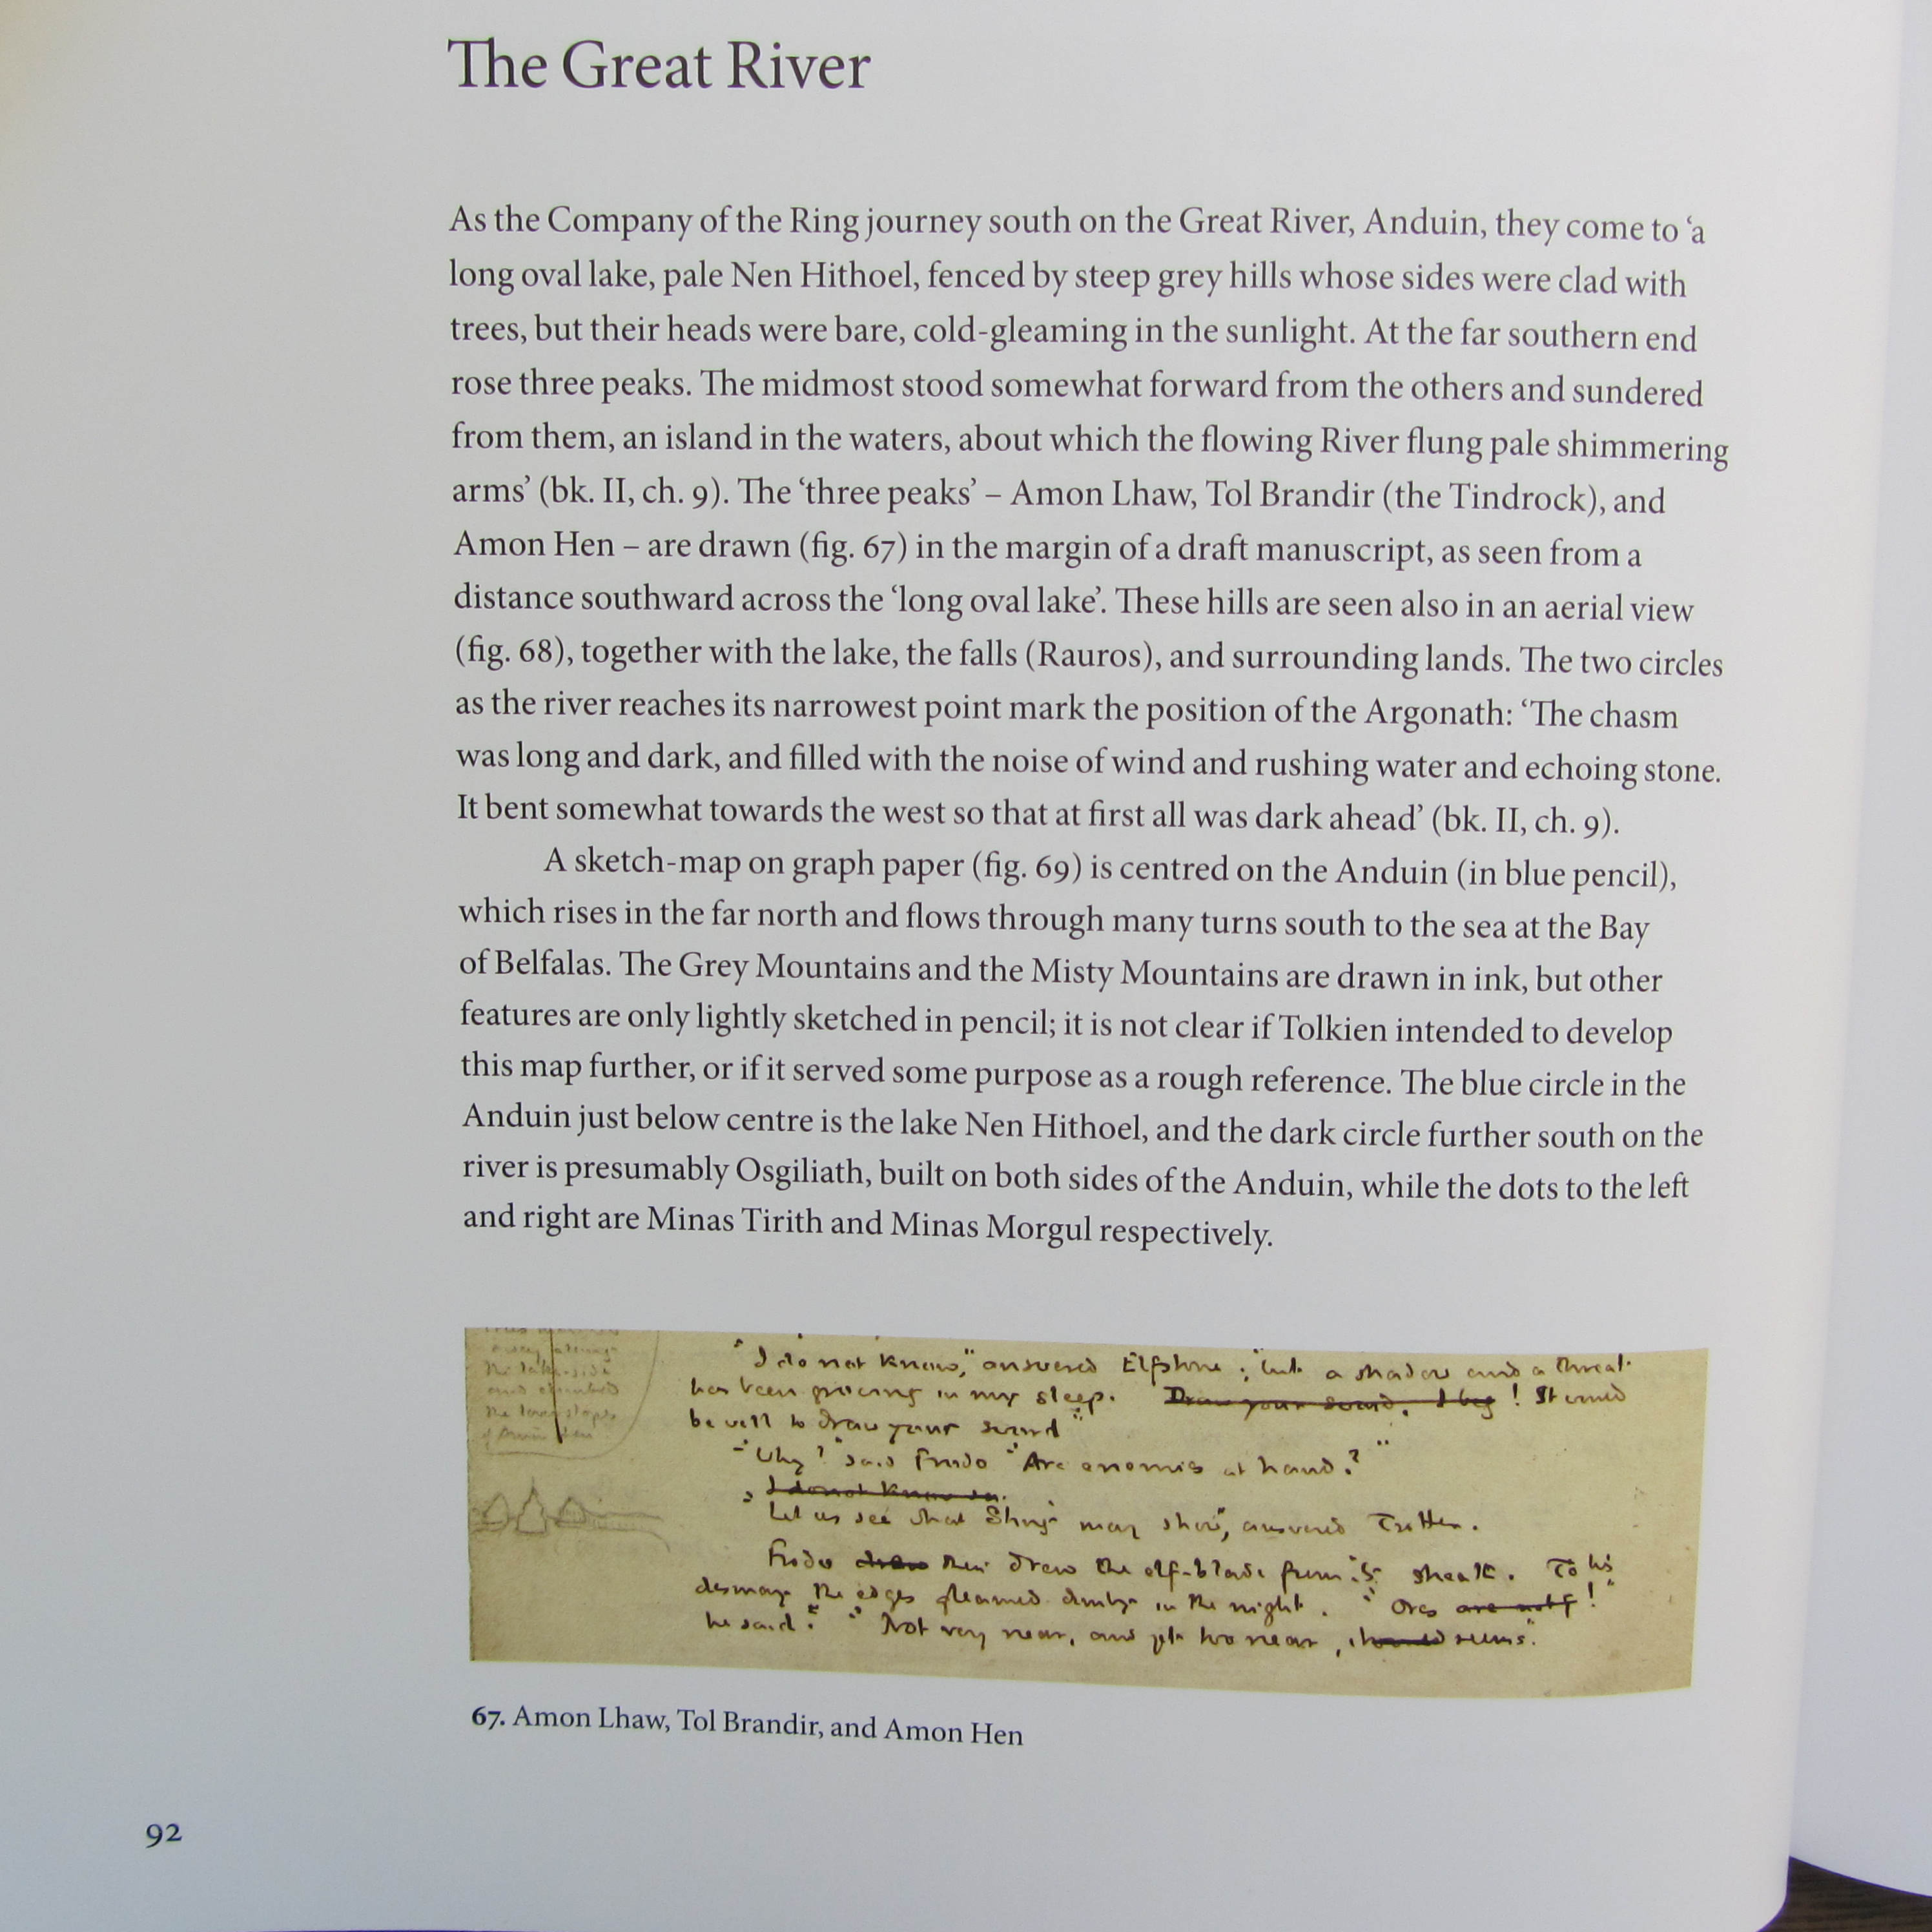 The Great River
As the Company of the Ring journey south on the Great River, Anduin, they come to ‘a
long oval lake, pale Nen Hithoel, fenced by steep grey hills whose sides were clad with
trees, but their heads were bare, cold-gleaming in the sunlight. At the far southern end
rose three peaks. The midmost stood somewhat forward from the others and sundered
from them, an island in the waters, about which the flowing River flung pale shimmering
arms’ (bk. II, ch. 9). The ‘three peaks’ – Amon Lhaw, Tol Brandir (the Tindrock), and
Amon Hen – are drawn (fig. 67) in the margin of a draft manuscript, as seen from a
distance southward across the ‘long oval lake’. These hills are seen also in an aerial view
(fig. 68), together with the lake, the falls (Rauros), and surrounding lands. The two circles
as the river reaches its narrowest point mark the position of the Argonath: ‘The chasm
was long and dark, and filled with the noise of wind and rushing water and echoing stone.
It bent somewhat towards the west so that at first all was dark ahead’ (bk. II, ch. 9).
A sketch-map on graph paper (fig. 69) is centred on the Anduin (in blue pencil),
which rises in the far north and flows through many turns south to the sea at the Bay
of Belfalas. The Grey Mountains and the Misty Mountains are drawn in ink, but other
features are only lightly sketched in pencil; it is not clear if Tolkien intended to develop
this map further, or if it served some purpose as a rough reference. The blue circle in the
Anduin just below centre is the lake Nen Hithoel, and the dark circle further south on the
river is presumably Osgiliath, built on both sides of the Anduin, while the dots to the left
and right are Minas Tirith and Minas Morgul respectively.
the lake-side
and climbed
the lower slopes
of Amon Hen
"I do not know," answered Elfstone; "but a shadow and a threat
has been growing in my sleep. Draw your sword, I beg! It would
be well to draw your sword"
"Why?" said Frodo "Are enemies at hand?"
I do not know
Let us see what Sting may show", answered Trotter.
Frodo drew then drew the elf-blade from its sheath. To his
dismay the edges gleamed dimly in the night. "Orcs!"
he said. "Not very near, and yet too near, seems".
67. Amon Lhaw, Tol Brandir, and Amon Hen
92